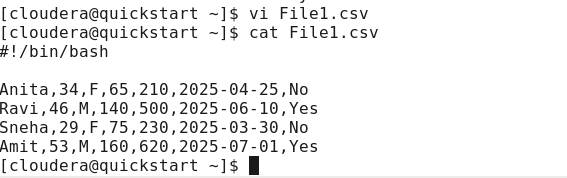 [cloudera@quickstart ~]$ vi File1.csv
[cloudera@quickstart ~]$ cat File1.csv
#!/bin/bash
Anita,34,F,65,210,2025-04-25,No
Ravi,46,M,140,500,2025-06-10,Yes
Sneha,29,F,75,230,2025-03-30,No
Amit,53,M,160,620,2025-07-01,Yes
[cloudera@quickstart ~]$